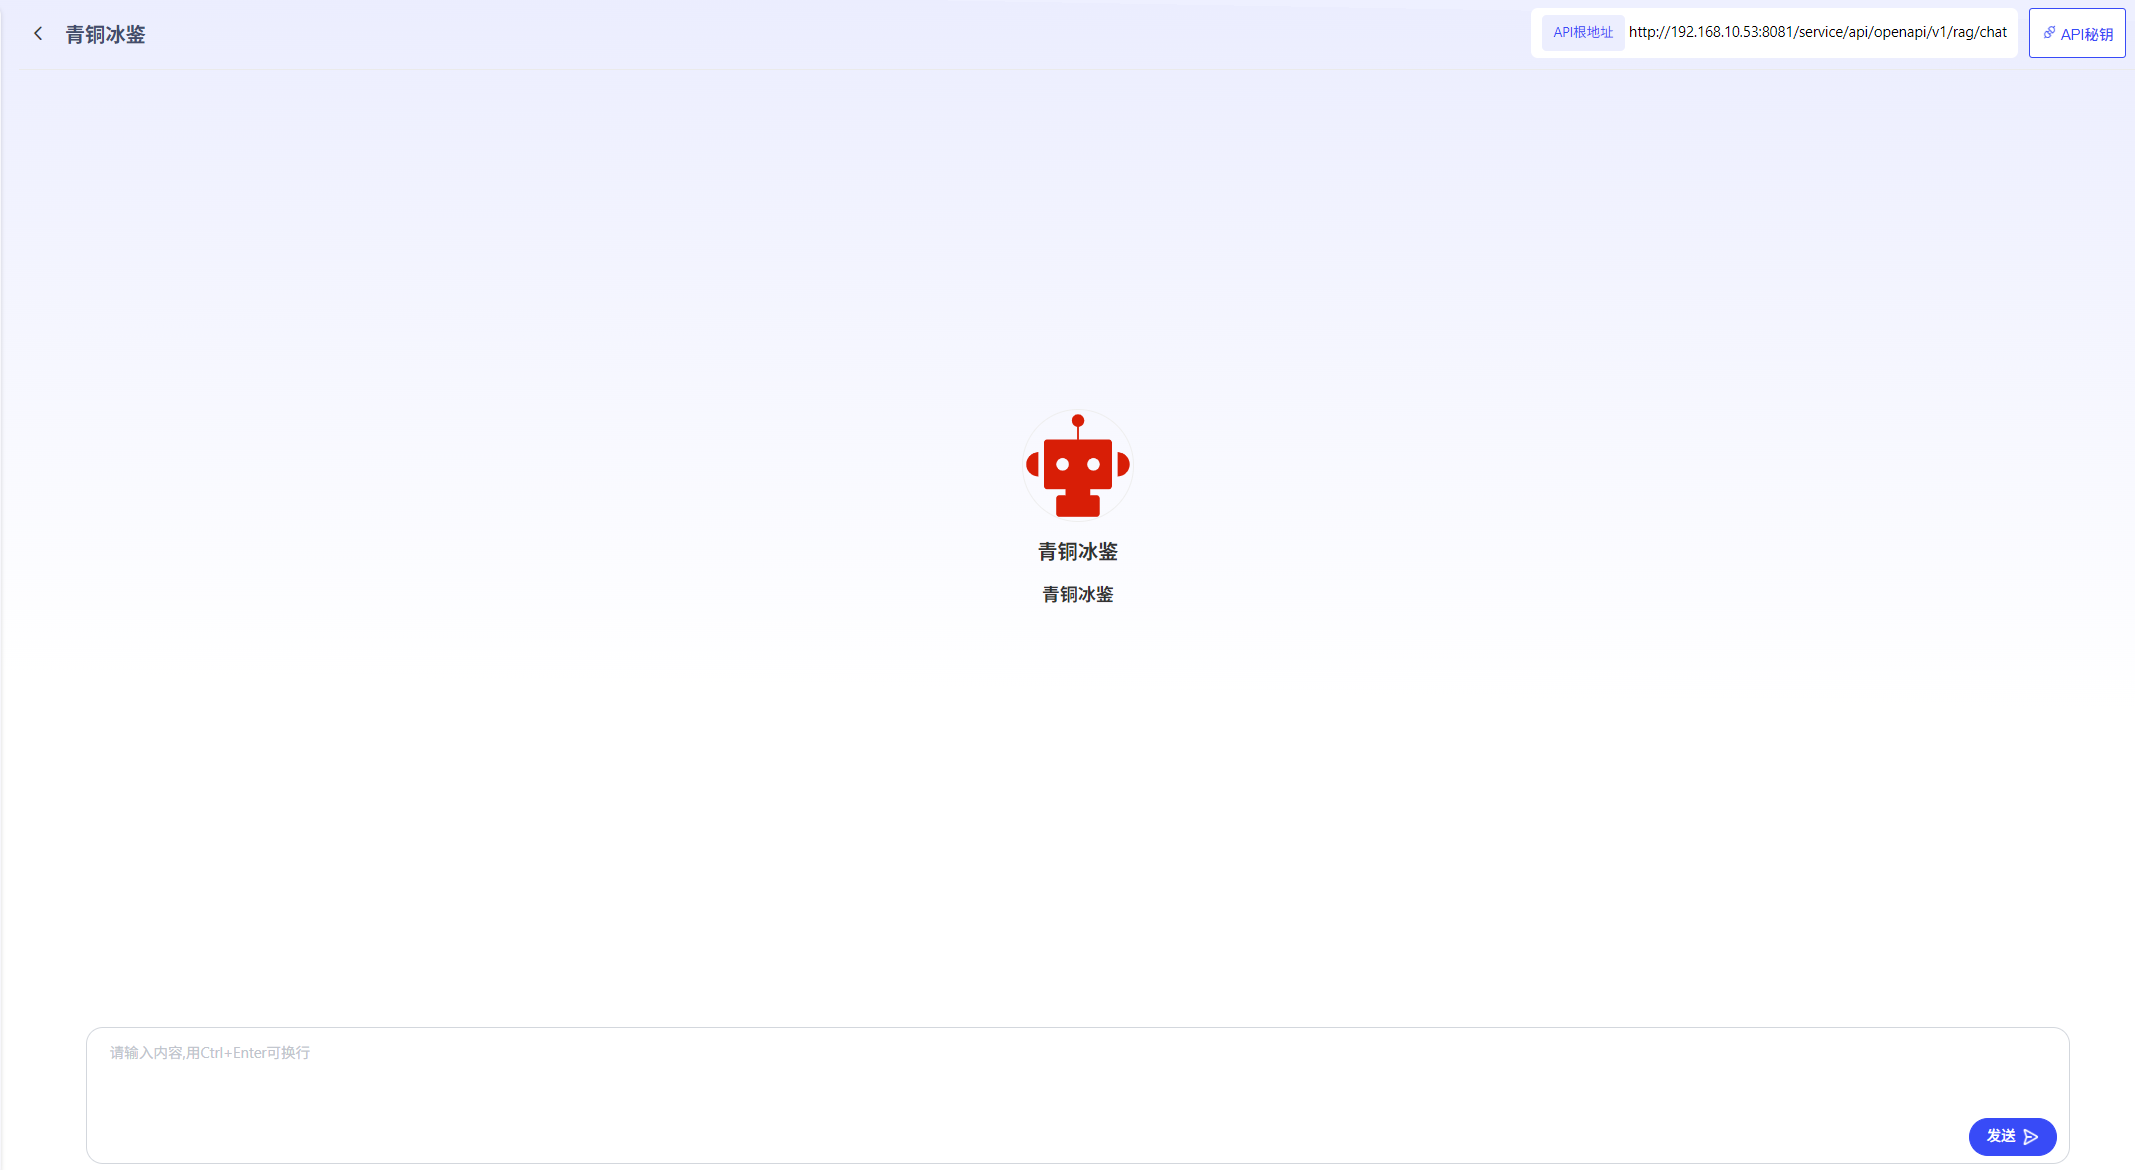 青铜冰鉴
API根地址 http://192.168.10.53:8081/service/api/openapi/v1/rag/chat
API秘钥
青铜冰鉴
青铜冰鉴
请输入内容,用Ctrl+Enter可换行
发送